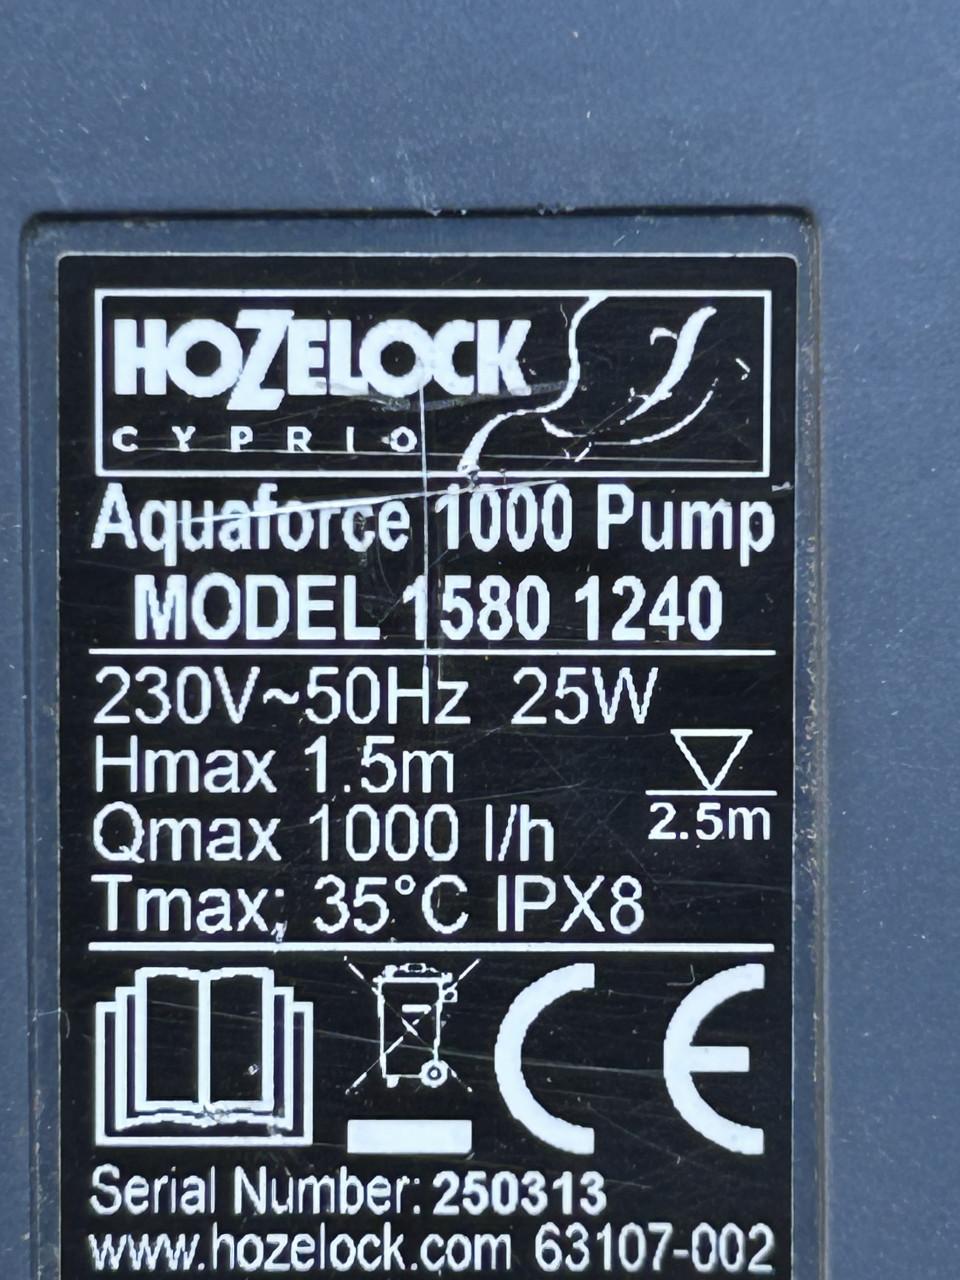 HOZELOCK
CYPRIO
Aquaforce 1000 Pump
MODEL 1580 1240
230V~50Hz 25W
Hmax 1.5m
Qmax 1000 l/h
2.5m
Tmax; 35°C IPX8
CE
Serial Number: 250313
www.hozelock.com 63107-002